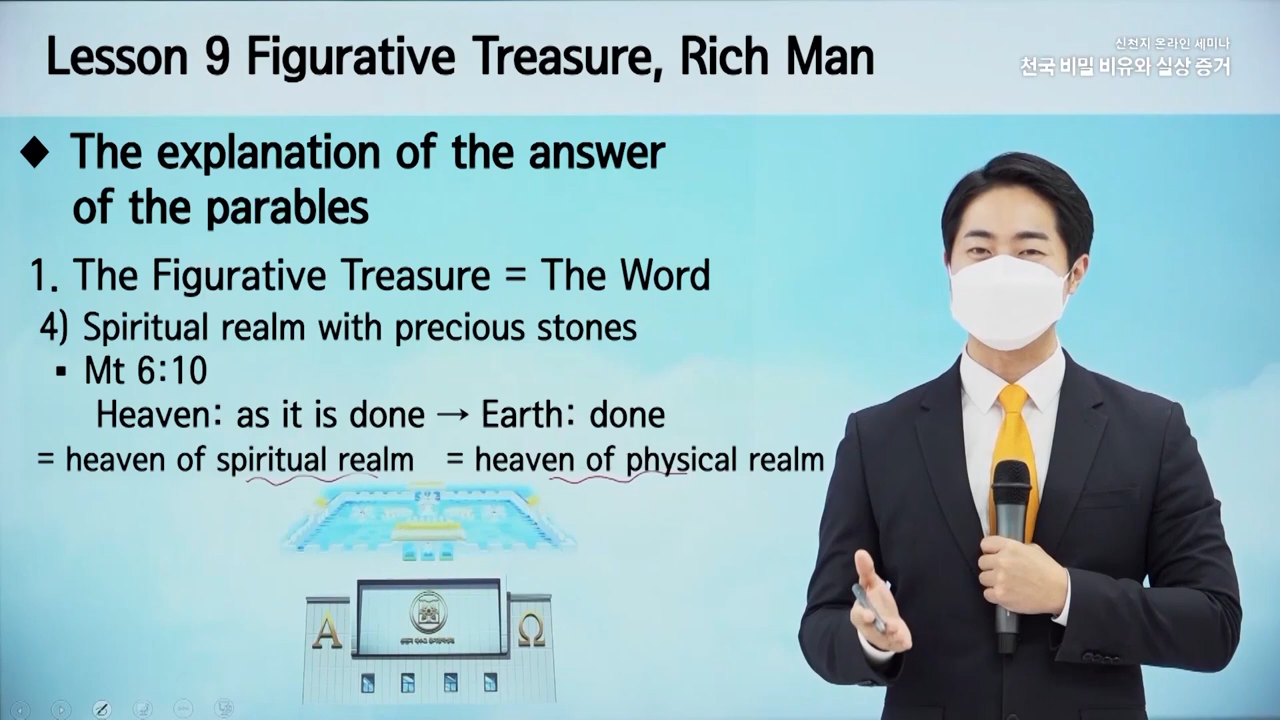 Lesson 9 Figurative Treasure, Rich Man
신천지 온라인 세미나
천국 비밀 비유와 실상 증거
◆ The explanation of the answer
of the parables
1. The Figurative Treasure = The Word
4) Spiritual realm with precious stones
▪ Mt 6:10
Heaven: as it is done → Earth: done
= heaven of spiritual realm = heaven of physical realm
Α Ω